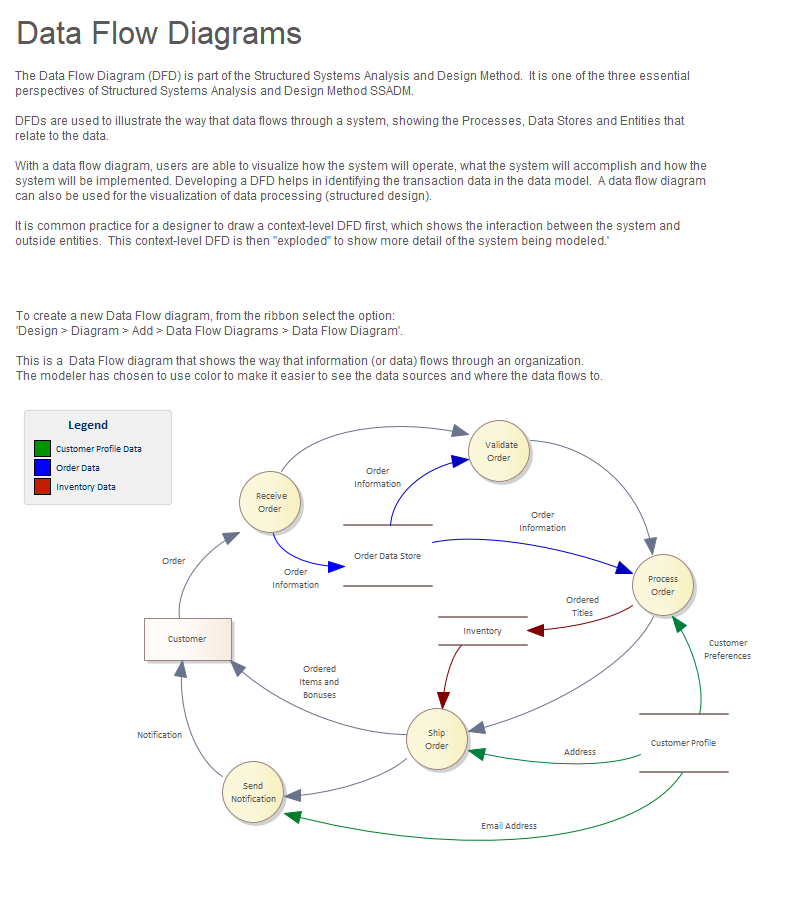 Data Flow Diagrams
The Data Flow Diagram (DFD) is part of the Structured Systems Analysis and Design Method.  It is one of the three essential
perspectives of Structured Systems Analysis and Design Method SSADM.
DFDs are used to illustrate the way that data flows through a system, showing the Processes, Data Stores and Entities that
relate to the data.
With a data flow diagram, users are able to visualize how the system will operate, what the system will accomplish and how the
system will be implemented. Developing a DFD helps in identifying the transaction data in the data model.  A data flow diagram
can also be used for the visualization of data processing (structured design).
It is common practice for a designer to draw a context-level DFD first, which shows the interaction between the system and
outside entities.  This context-level DFD is then "exploded" to show more detail of the system being modeled.'
To create a new Data Flow diagram, from the ribbon select the option:
'Design > Diagram > Add > Data Flow Diagrams > Data Flow Diagram'.
This is a  Data Flow diagram that shows the way that information (or data) flows through an organization.
The modeler has chosen to use color to make it easier to see the data sources and where the data flows to.
Legend
Customer Profile Data
Order Data
Inventory Data
Validate
Order
Order
Information
Receive
Order
Order
Information
Order Data Store
Order
Order
Information
Process
Order
Ordered
Titles
Inventory
Customer
Customer
Preferences
Ordered
Items and
Bonuses
Notification
Ship
Order
Address
Customer Profile
Send
Notification
Email Address